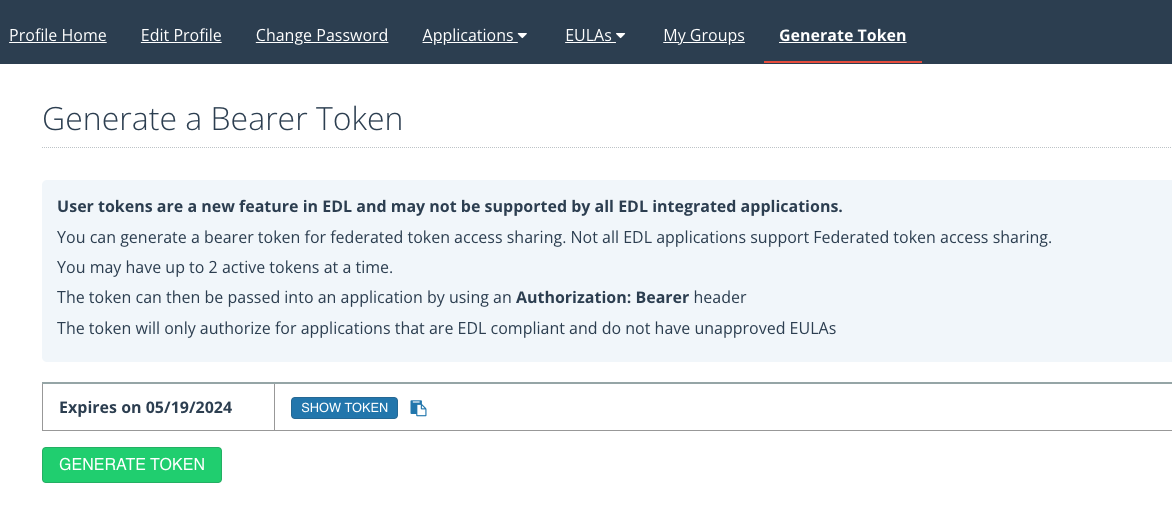 Profile Home Edit Profile Change Password Applications EULAs My Groups Generate Token
Generate a Bearer Token
User tokens are a new feature in EDL and may not be supported by all EDL integrated applications.
You can generate a bearer token for federated token access sharing. Not all EDL applications support Federated token access sharing.
You may have up to 2 active tokens at a time.
The token can then be passed into an application by using an Authorization: Bearer header
The token will only authorize for applications that are EDL compliant and do not have unapproved EULAs
Expires on 05/19/2024 SHOW TOKEN
GENERATE TOKEN